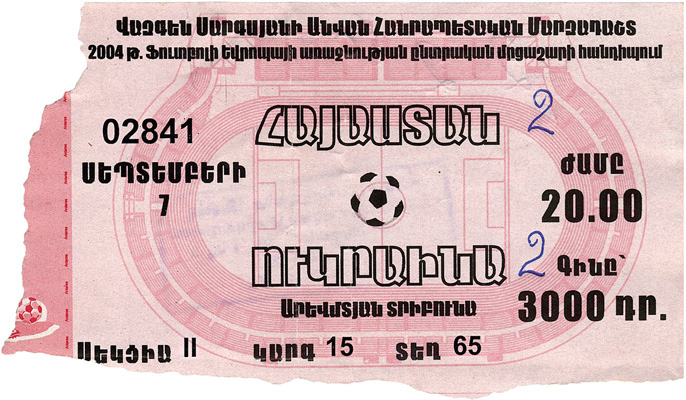 Վազգեն Սարգսյանի Անվան Հանրապետական Մարզադաշտ
2004 թ. Ֆուտբոլի Եվրոպայի առաջնության ընտրական մրցաշարի հանդիպում
02841
ՀԱՅԱՍՏԱՆ 2
ՍԵՊՏԵՄԲԵՐԻ
7
ԺԱՄԸ
20.00
ՈՒԿՐԱԻՆԱ 2
ԳԻՆԸ՝
3000 դր.
Արևմտյան տրիբունա
Սեկցիա II կարգ 15 տեղ 65